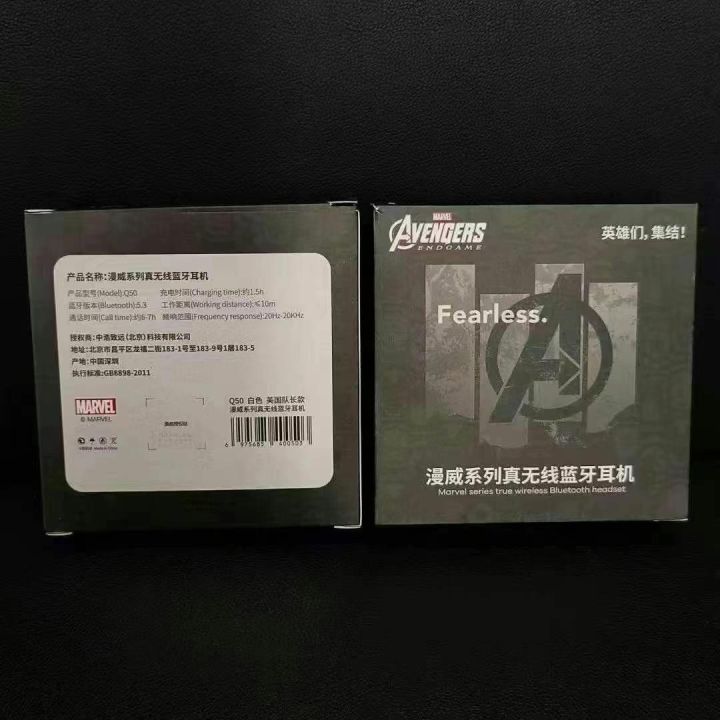 产品名称:漫威系列真无线蓝牙耳机
产品型号(Model):Q50 充电时间(Charging time):约1.5h
蓝牙版本(Bluetooth):5.3 工作距离(Working distance):≤10m
通话时间(Call time):约6-7h 频响范围(Frequency response):20Hz-20KHz
授权商:中浩致远(北京)科技有限公司
地址:北京市昌平区龙禧二街183-1号至183-9号1层183-5
产地:中国深圳
执行标准:GB8898-2011
MARVEL
© MARVEL
Q50 白色 美国队长款
漫威系列真无线蓝牙耳机
6 975685 400503
Made in China
MARVEL
AVENGERS
ENDGAME
英雄们,集结!
Fearless.
漫威系列真无线蓝牙耳机
Marvel series true wireless Bluetooth headset